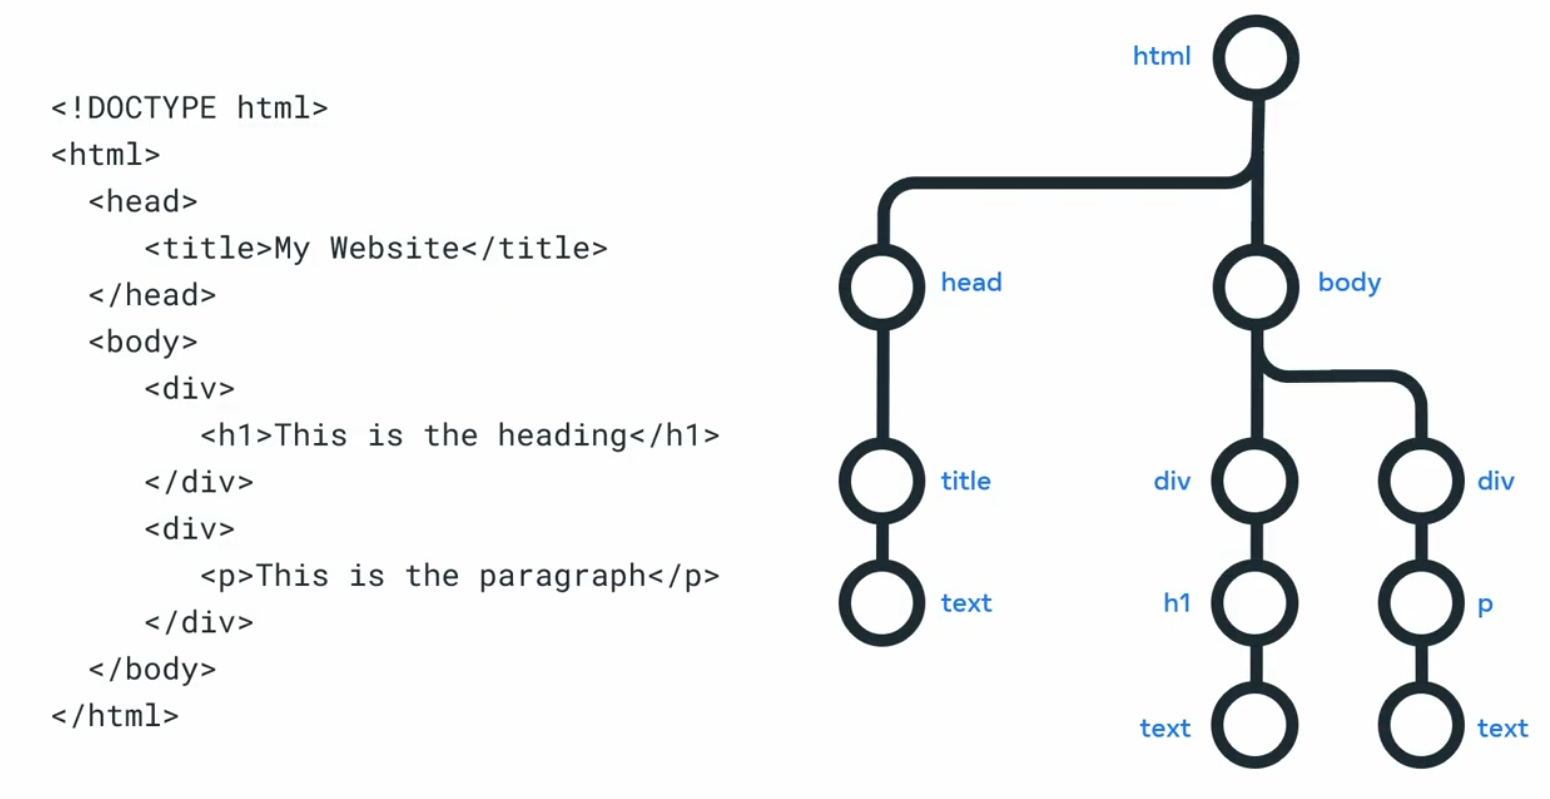 <!DOCTYPE html>
<html>
<head>
<title>My Website</title>
</head>
<body>
<div>
<h1>This is the heading</h1>
</div>
<div>
<p>This is the paragraph</p>
</div>
</body>
</html>
html
head
body
title
div
div
text
h1
p
text
text